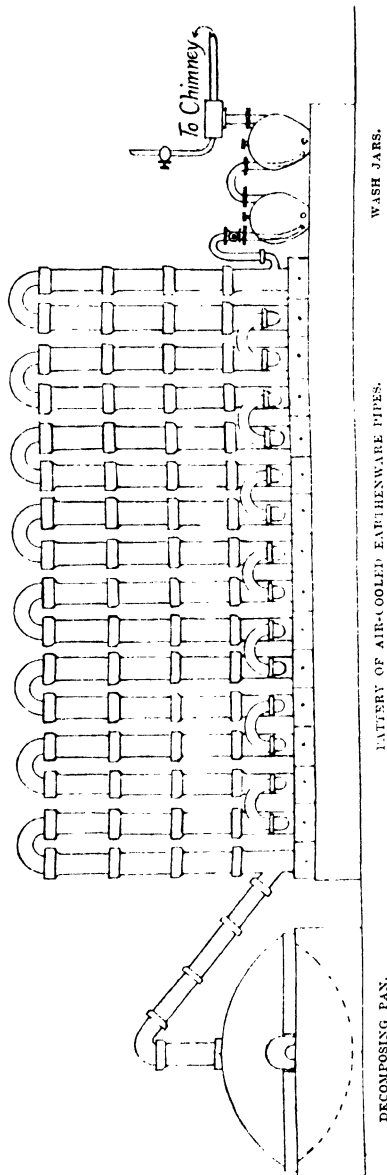 To Chimney
DECOMPOSING PAN.
BATTERY OF AIR-COOLED EARTHENWARE PIPES.
WASH JARS.